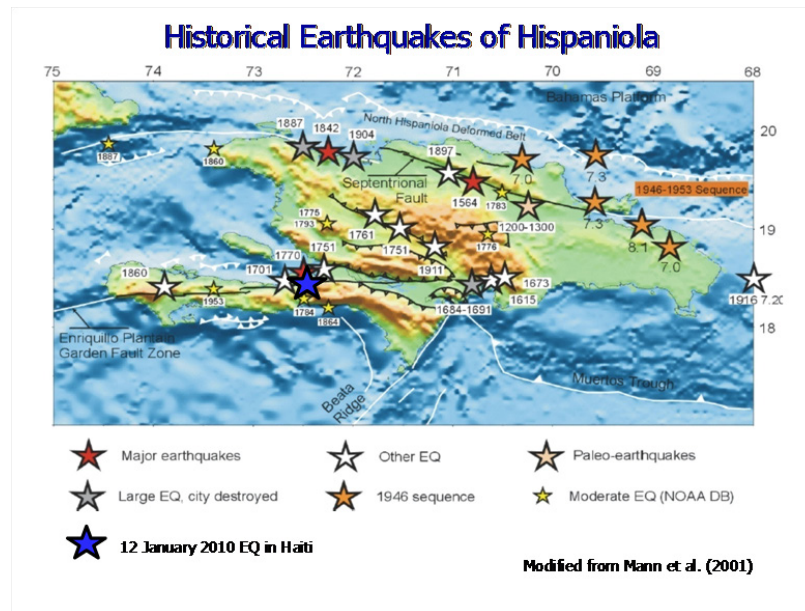 Historical Earthquakes of Hispaniola
75 74 73 72 71 70 69 68
Bahamas Platform
North Hispaniola Deformed Belt
20
1887 1842 1904
1887
1860
1897
7.0
7.3
Septentrional
Fault
1564
1783
1946-1953 Sequence
1200-1300
7.3
19
1775
1793
1761
1751
1776
8.1
7.0
1770
1751
1911
1860
1701
1673
1615
1916 7.20
1953
1784
1864
1684-1691
18
Enriquillo Plantain
Garden Fault Zone
Beata
Ridge
Muertos Trough
Major earthquakes
Other EQ
Paleo-earthquakes
Large EQ, city destroyed
1946 sequence
Moderate EQ (NOAA DB)
12 January 2010 EQ in Haiti
Modified from Mann et al. (2001)